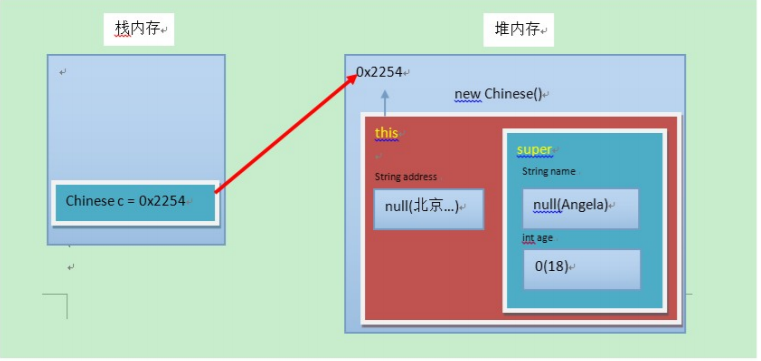 栈内存
堆内存
0x2254
new Chinese()
this
super
String address
String name
null(北京...)
null(Angela)
int age
0(18)
Chinese c = 0x2254